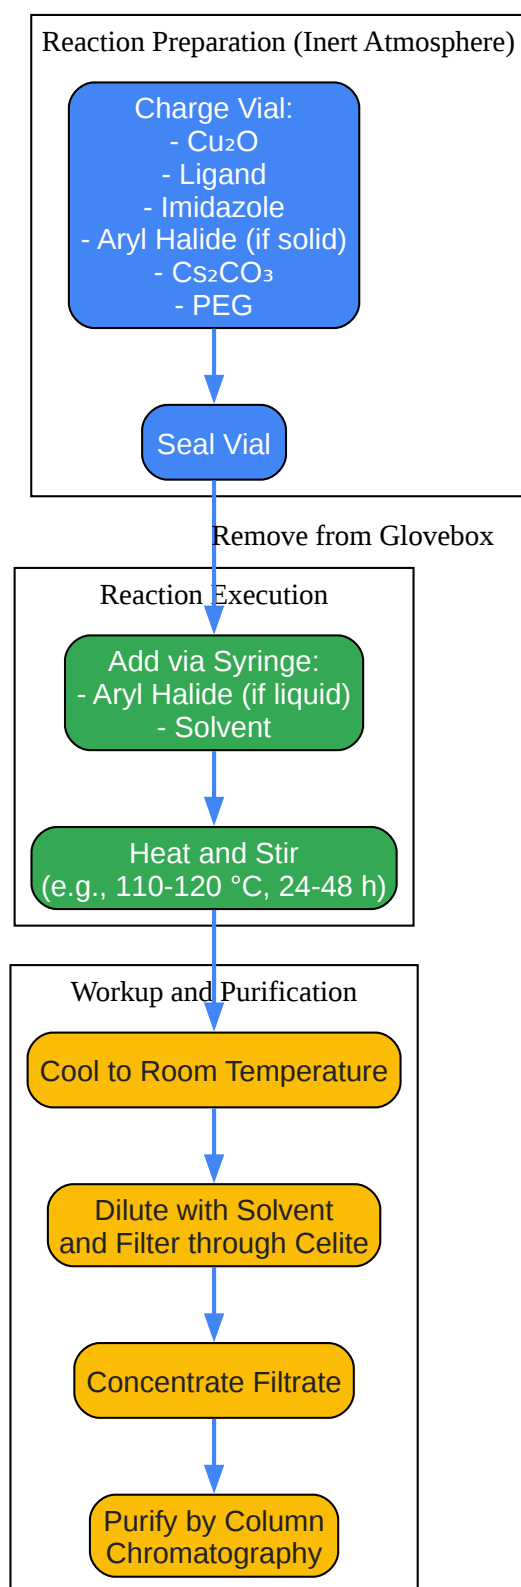 Reaction Preparation (Inert Atmosphere)
Charge Vial:
- Cu₂O
- Ligand
- Imidazole
- Aryl Halide (if solid)
- Cs₂CO₃
- PEG
Seal Vial
Remove from Glovebox
Reaction Execution
Add via Syringe:
- Aryl Halide (if liquid)
- Solvent
Heat and Stir
(e.g., 110-120 °C, 24-48 h)
Workup and Purification
Cool to Room Temperature
Dilute with Solvent
and Filter through Celite
Concentrate Filtrate
Purify by Column
Chromatography